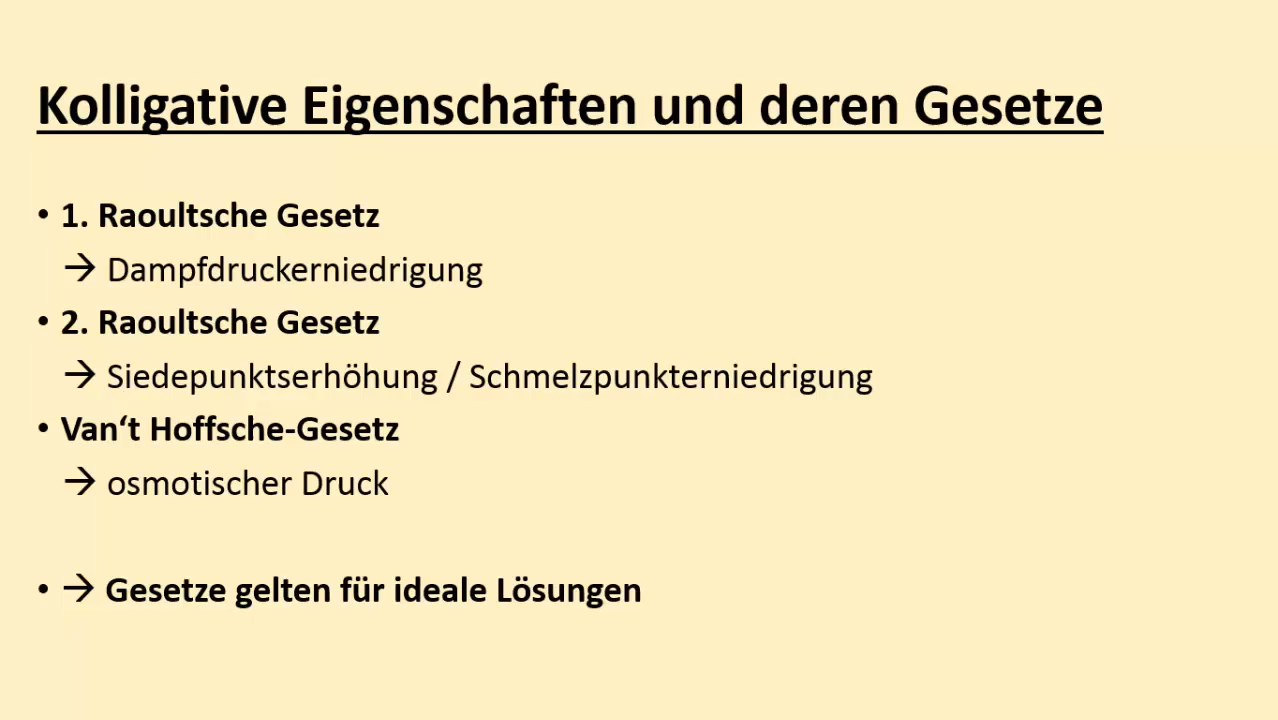 Kolligative Eigenschaften und deren Gesetze
• 1. Raoultsche Gesetz
→ Dampfdruckerniedrigung
• 2. Raoultsche Gesetz
→ Siedepunktserhöhung / Schmelzpunkterniedrigung
• Van‘t Hoffsche-Gesetz
→ osmotischer Druck
• → Gesetze gelten für ideale Lösungen